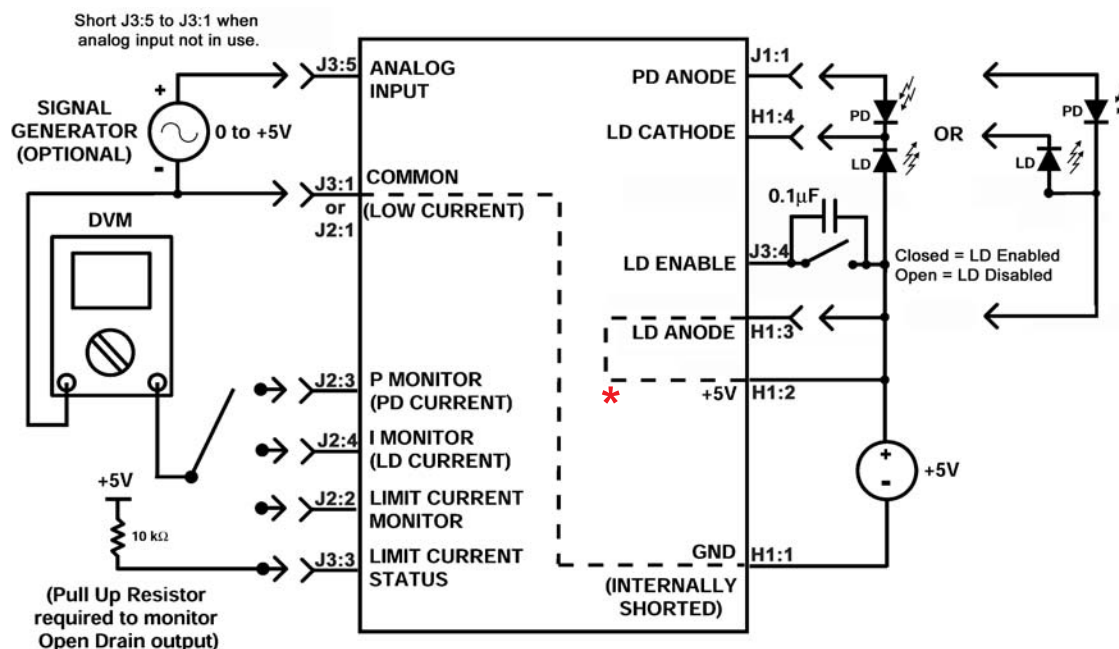 Short J3:5 to J3:1 when
analog input not in use.
+
SIGNAL
GENERATOR
(OPTIONAL)
-
0 to +5V
J3:5
ANALOG
INPUT
J3:1
or
J2:1
COMMON
(LOW CURRENT)
DVM
J2:3
P MONITOR
(PD CURRENT)
J2:4
I MONITOR
(LD CURRENT)
J2:2
LIMIT CURRENT
MONITOR
J3:3
LIMIT CURRENT
STATUS
+5V
10 kΩ
(Pull Up Resistor
required to monitor
Open Drain output)
PD ANODE
J1:1
LD CATHODE
H1:4
PD
LD
OR
PD
LD
0.1µF
LD ENABLE
J3:4
Closed = LD Enabled
Open = LD Disabled
LD ANODE
H1:3
*
+5V
H1:2
+
-
+5V
GND
H1:1
(INTERNALLY
SHORTED)